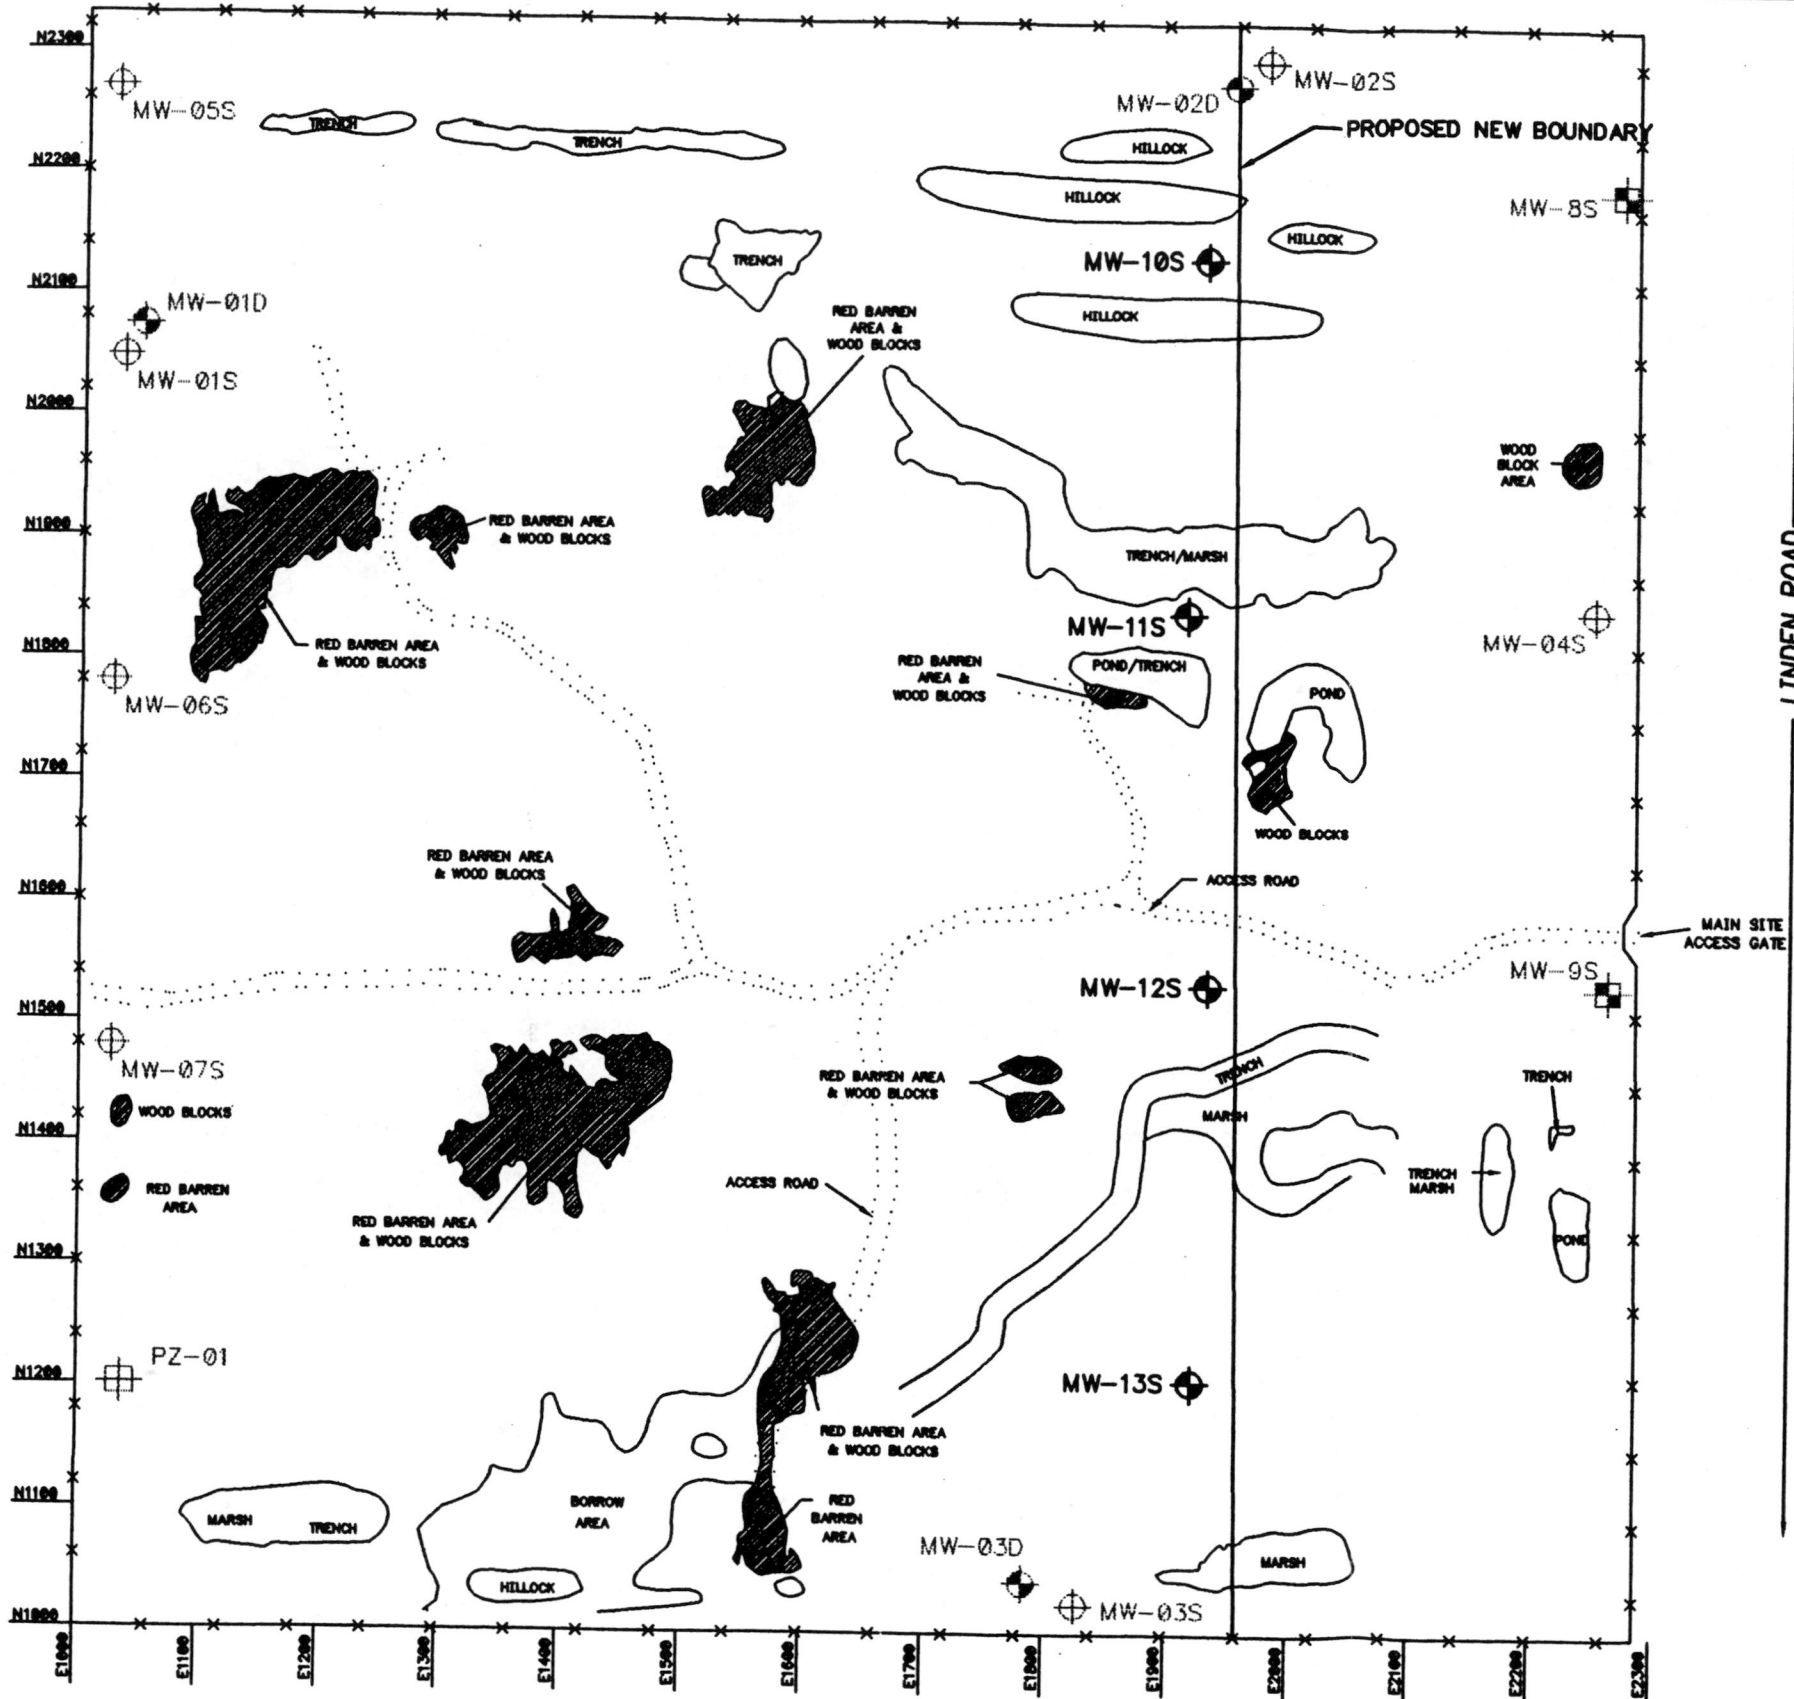 N2300
MW-05S
MW-02D
MW-02S
PROPOSED NEW BOUNDARY
TRENCH
TRENCH
HILLOCK
N2200
HILLOCK
MW-8S
HILLOCK
TRENCH
MW-10S
N2100
MW-01D
RED BARREN
AREA &
WOOD BLOCKS
HILLOCK
MW-01S
N2000
WOOD
BLOCK
AREA
N1900
RED BARREN AREA
& WOOD BLOCKS
TRENCH/MARSH
LINDEN ROAD
MW-11S
MW-04S
N1800
RED BARREN AREA
& WOOD BLOCKS
RED BARREN
AREA &
WOOD BLOCKS
POND/TRENCH
POND
MW-06S
N1700
WOOD BLOCKS
RED BARREN AREA
& WOOD BLOCKS
N1600
ACCESS ROAD
MAIN SITE
ACCESS GATE
MW-9S
MW-12S
N1500
MW-07S
RED BARREN AREA
& WOOD BLOCKS
TRENCH
TRENCH
WOOD BLOCKS
MARSH
N1400
ACCESS ROAD
TRENCH
MARSH
RED BARREN
AREA
RED BARREN AREA
& WOOD BLOCKS
POND
N1300
PZ-01
N1200
MW-13S
RED BARREN AREA
& WOOD BLOCKS
N1100
MARSH
TRENCH
BORROW
AREA
RED
BARREN
AREA
MW-03D
MARSH
HILLOCK
MW-03S
N1000
E1000
E1100
E1200
E1300
E1400
E1500
E1600
E1700
E1800
E1900
E2000
E2100
E2200
E2300